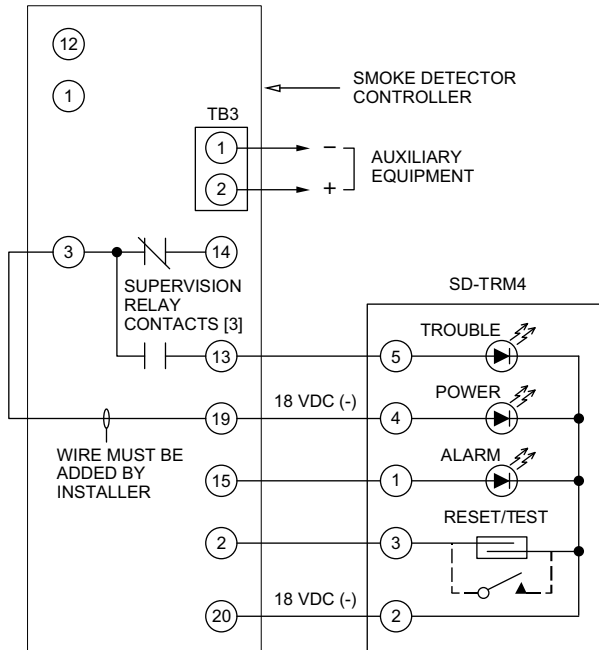 12
1
SMOKE DETECTOR
CONTROLLER
TB3
1
−
2
+
AUXILIARY
EQUIPMENT
3
14
SUPERVISION
RELAY
CONTACTS [3]
SD-TRM4
13
5
TROUBLE
19
18 VDC (-)
4
POWER
WIRE MUST BE
ADDED BY
INSTALLER
15
1
ALARM
2
3
RESET/TEST
20
18 VDC (-)
2